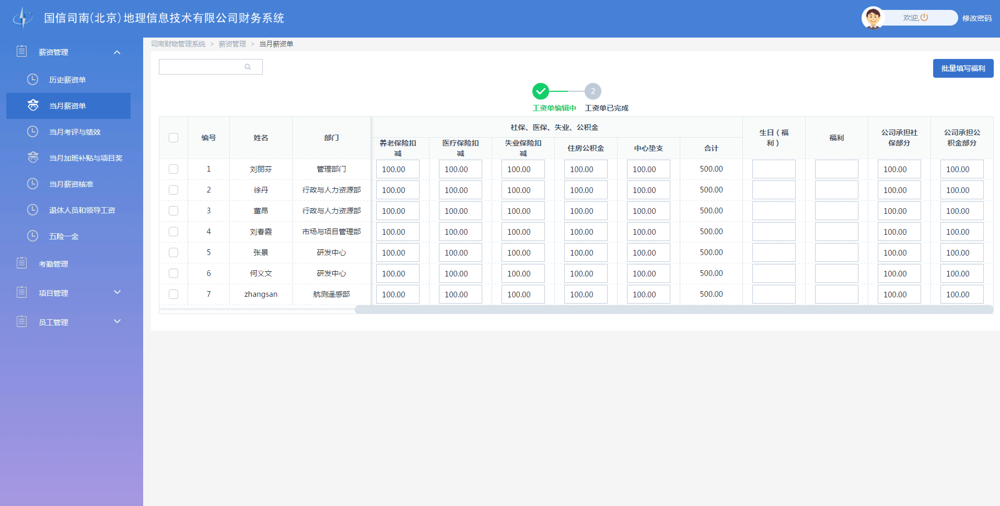 国信司南(北京)地理信息技术有限公司财务系统
欢迎,
修改密码
薪资管理
历史薪资单
当月薪资单
当月考评与绩效
当月加班补贴与项目奖
当月薪资核准
退休人员和领导工资
五险一金
考勤管理
项目管理
员工管理
司南财物管理系统 > 薪资管理 > 当月薪资单
批量填写福利
2
工资单编辑中 工资单已完成
编号 姓名 部门 社保、医保、失业、公积金 生日（福利） 福利 公司承担社保部分 公司承担公积金部分
养老保险扣减 医疗保险扣减 失业保险扣减 住房公积金 中心垫支 合计
1 刘丽芬 管理部门 100.00 100.00 100.00 100.00 100.00 500.00 100.00 100.00
2 徐丹 行政与人力资源部 100.00 100.00 100.00 100.00 100.00 500.00 100.00 100.00
3 董昂 行政与人力资源部 100.00 100.00 100.00 100.00 100.00 500.00 100.00 100.00
4 刘春霞 市场与项目管理部 100.00 100.00 100.00 100.00 100.00 500.00 100.00 100.00
5 张景 研发中心 100.00 100.00 100.00 100.00 100.00 500.00 100.00 100.00
6 何义文 研发中心 100.00 100.00 100.00 100.00 100.00 500.00 100.00 100.00
7 zhangsan 航测遥感部 100.00 100.00 100.00 100.00 100.00 500.00 100.00 100.00